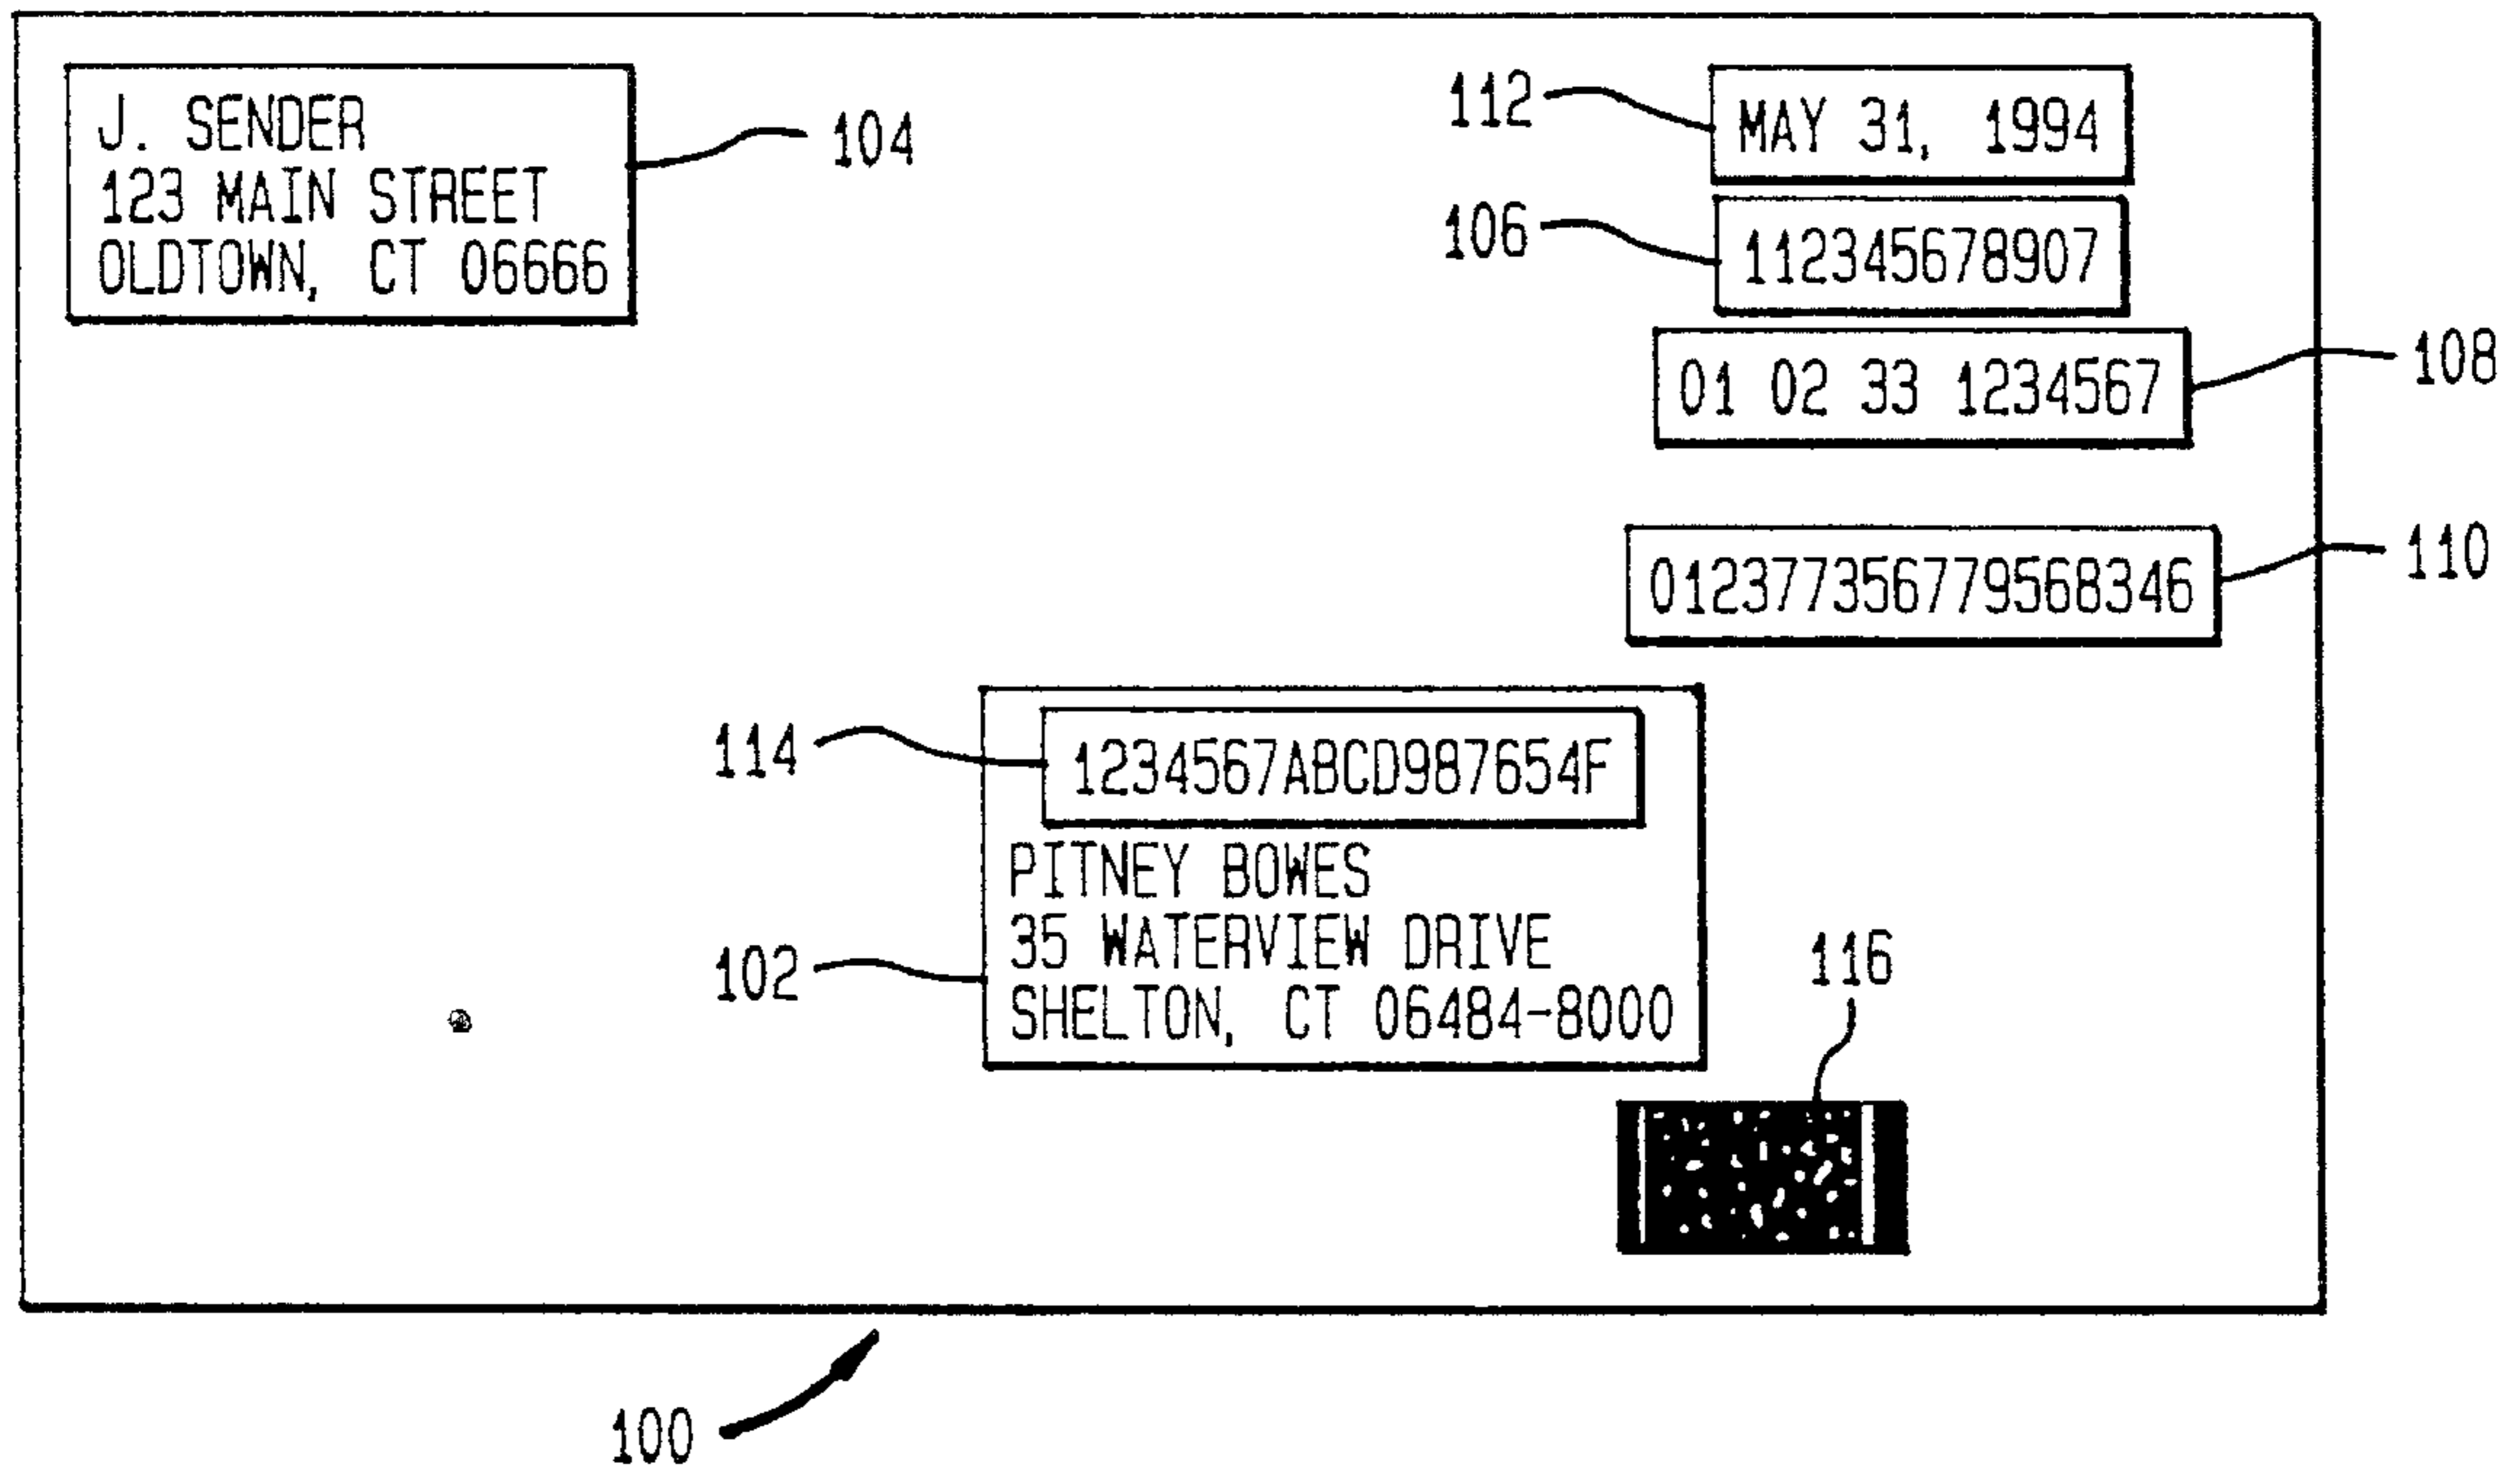 J. SENDER
123 MAIN STREET
OLDTOWN, CT 06666
104
112
MAY 31, 1994
106
112345678907
01 02 33 1234567
108
012377356779568346
110
114
1234567ABCD987654F
PITNEY BOWES
35 WATERVIEW DRIVE
SHELTON, CT 06484-8000
102
116
100